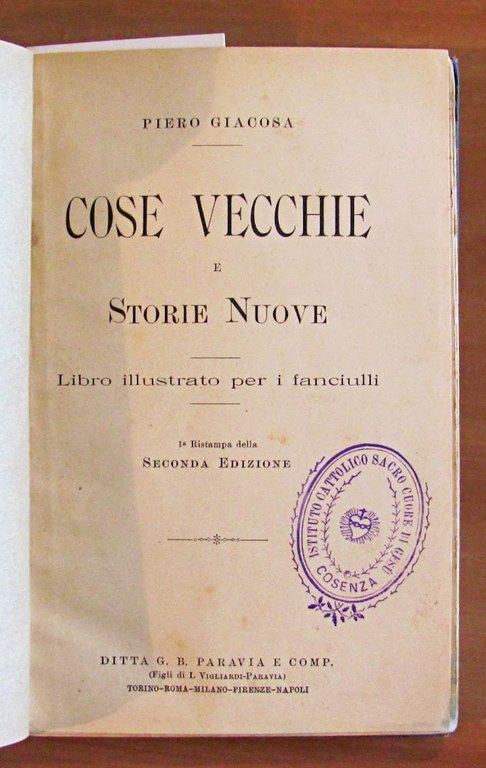 PIERO GIACOSA
COSE VECCHIE
E
STORIE NUOVE
Libro illustrato per i fanciulli
1ª Ristampa della
SECONDA EDIZIONE
ISTITUTO CATTOLICO SACRO CUORE DI GESÙ
COSENZA
DITTA G. B. PARAVIA E COMP.
(Figli di I. VIGLIARDI-PARAVIA)
TORINO-ROMA-MILANO-FIRENZE-NAPOLI